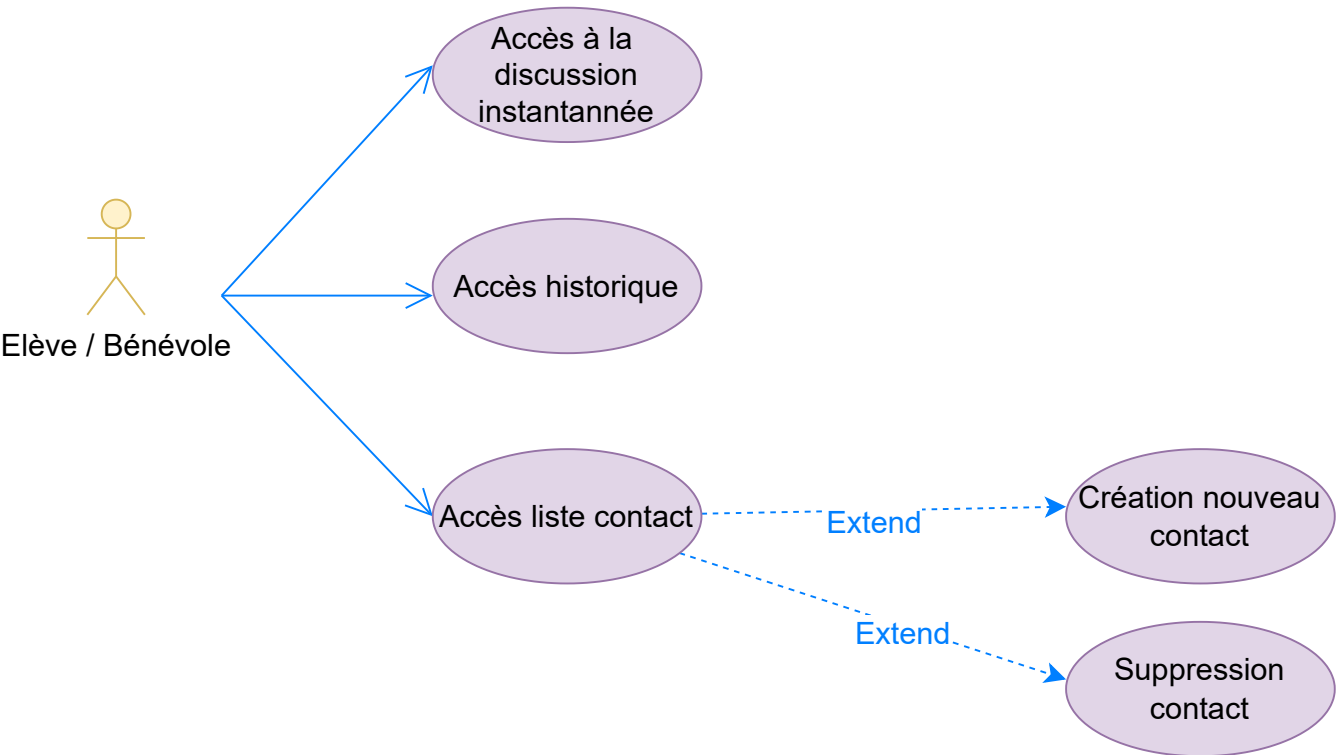 Accès à la
discussion
instantannée
Accès historique
Elève / Bénévole
Accès liste contact
Extend
Création nouveau
contact
Extend
Suppression
contact